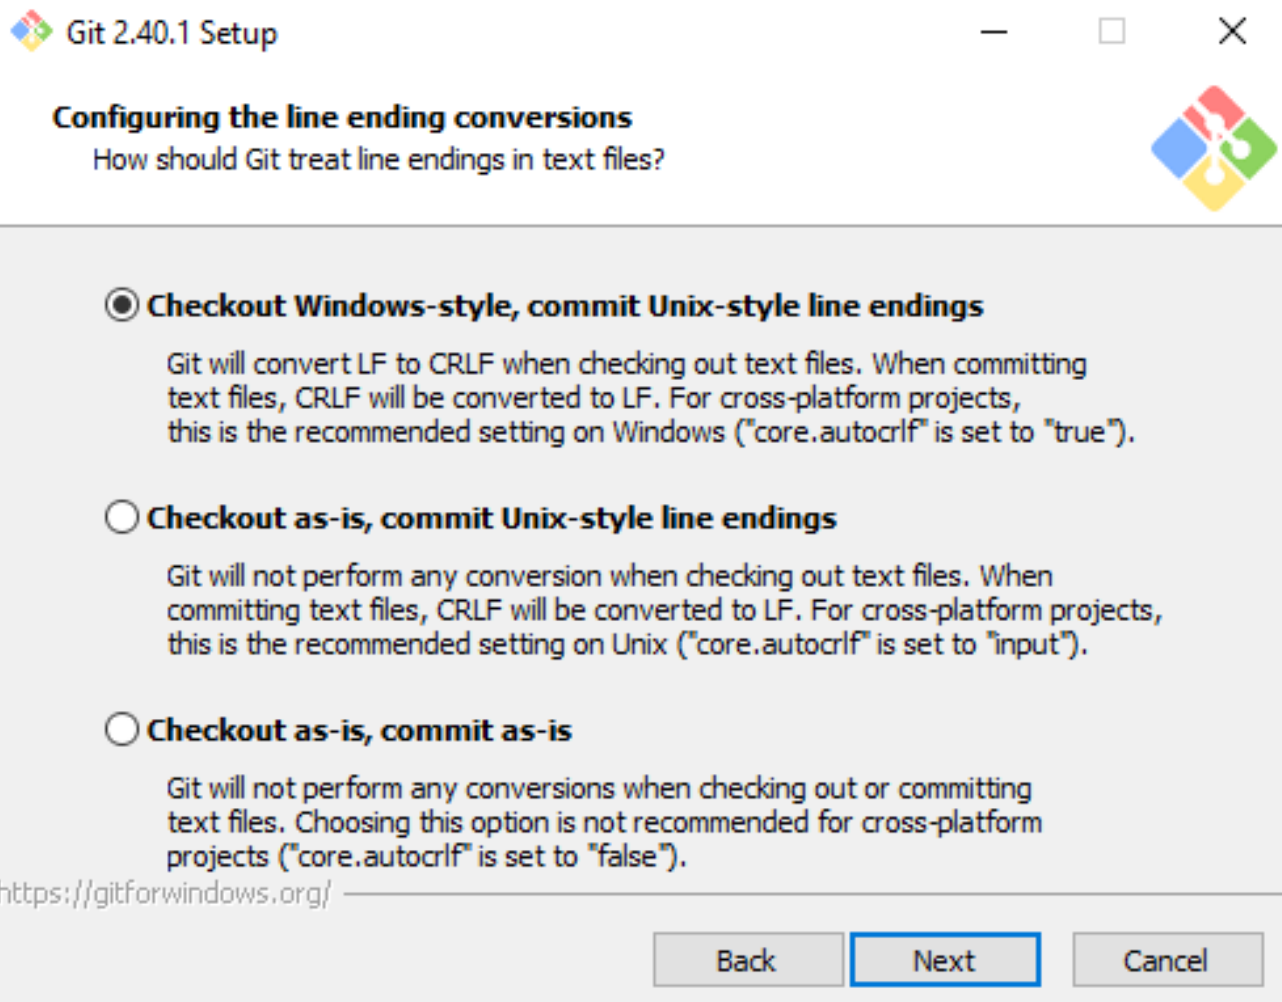 Git 2.40.1 Setup
Configuring the line ending conversions
How should Git treat line endings in text files?
Checkout Windows-style, commit Unix-style line endings
Git will convert LF to CRLF when checking out text files. When committing
text files, CRLF will be converted to LF. For cross-platform projects,
this is the recommended setting on Windows ("core.autocrlf" is set to "true").
Checkout as-is, commit Unix-style line endings
Git will not perform any conversion when checking out text files. When
committing text files, CRLF will be converted to LF. For cross-platform projects,
this is the recommended setting on Unix ("core.autocrlf" is set to "input").
Checkout as-is, commit as-is
Git will not perform any conversions when checking out or committing
text files. Choosing this option is not recommended for cross-platform
projects ("core.autocrlf" is set to "false").
https://gitforwindows.org/
Back Next Cancel